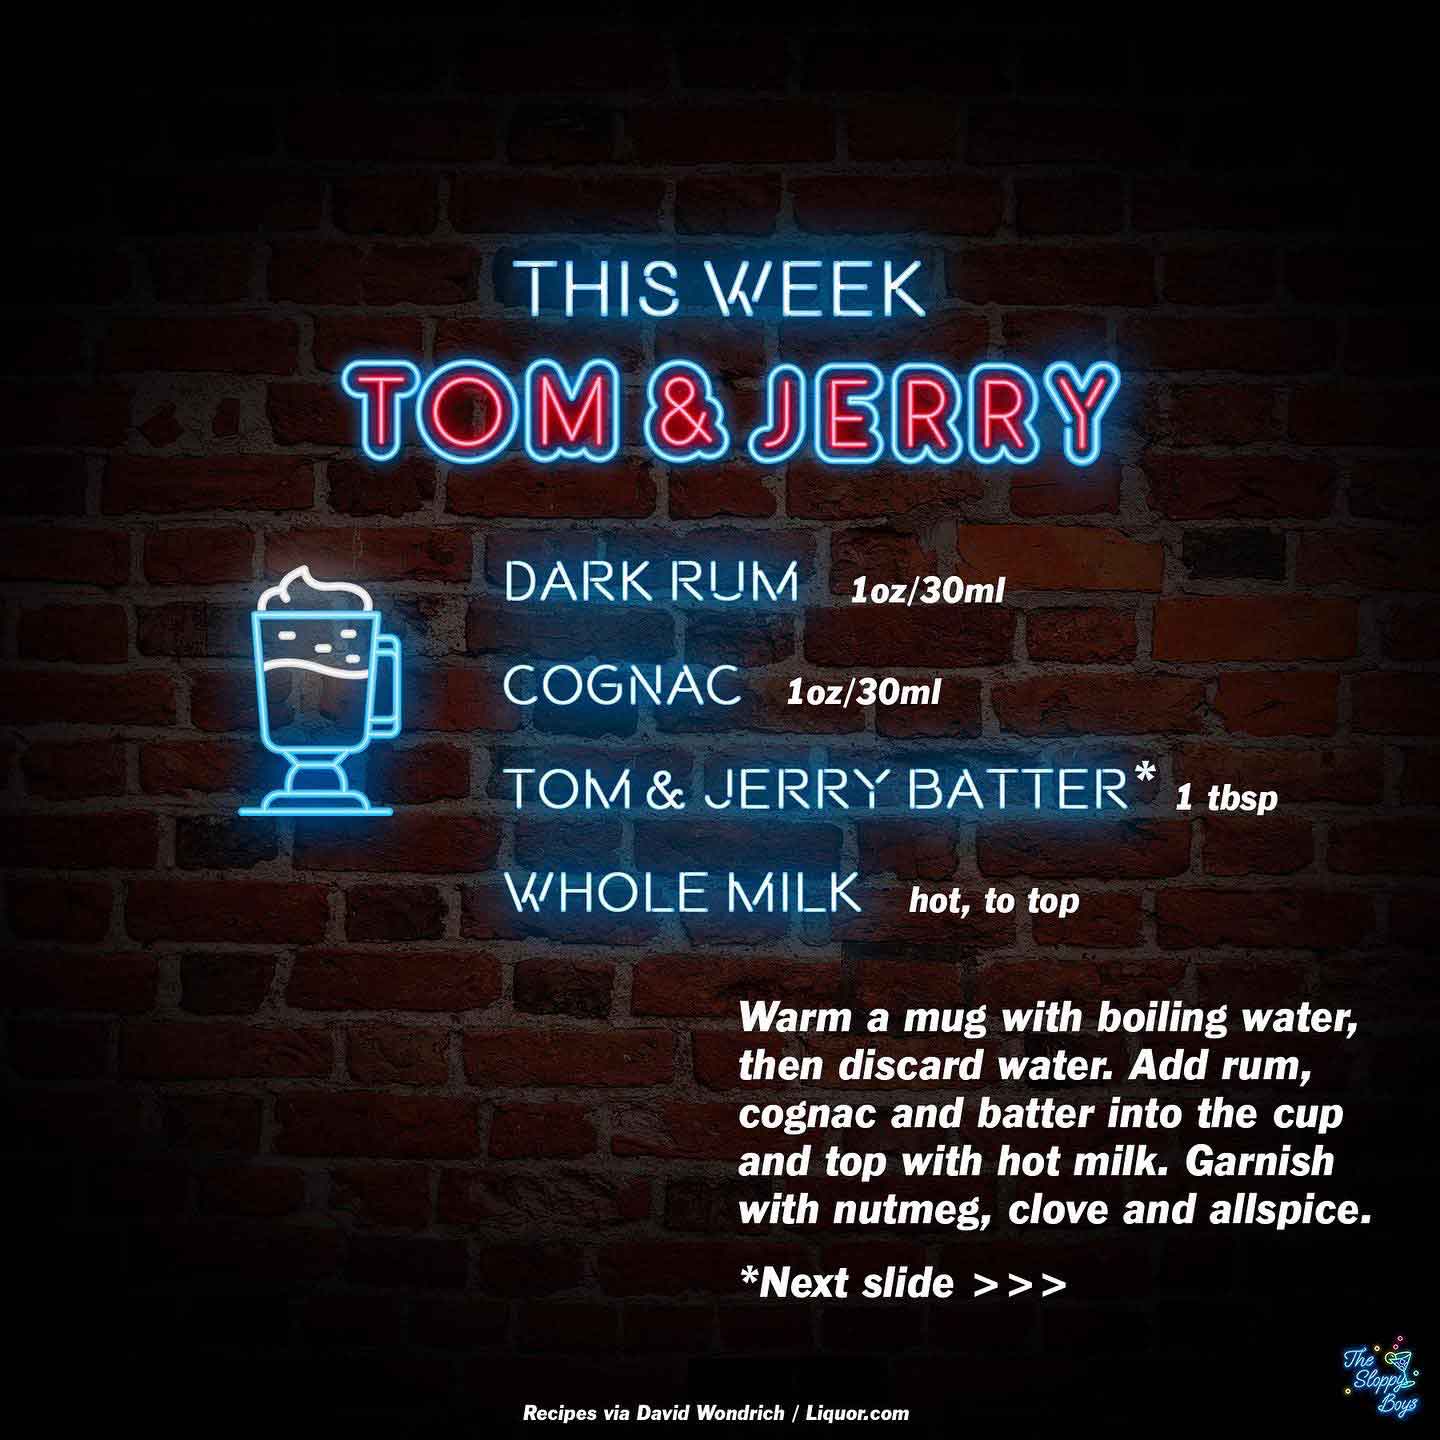 THIS WEEK
TOM & JERRY
DARK RUM 1oz/30ml
COGNAC 1oz/30ml
TOM & JERRY BATTER* 1 tbsp
WHOLE MILK hot, to top
Warm a mug with boiling water,
then discard water. Add rum,
cognac and batter into the cup
and top with hot milk. Garnish
with nutmeg, clove and allspice.
*Next slide >>>
The
Sloppy
Boys
Recipes via David Wondrich / Liquor.com